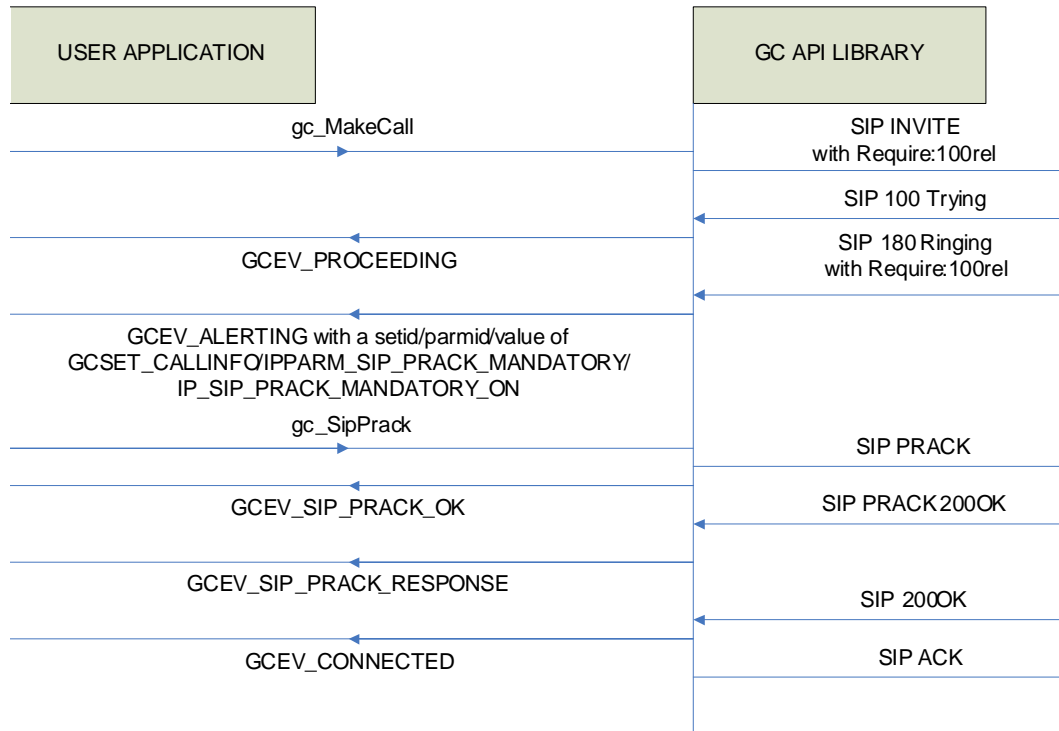 USER APPLICATION
GC API LIBRARY
gc_MakeCall
SIP INVITE
with Require:100rel
SIP 100 Trying
GCEV_PROCEEDING
SIP 180 Ringing
with Require:100rel
GCEV_ALERTING with a setid/parmid/value of
GCSET_CALLINFO/IPPARM_SIP_PRACK_MANDATORY/
IP_SIP_PRACK_MANDATORY_ON
gc_SipPrack
SIP PRACK
GCEV_SIP_PRACK_OK
SIP PRACK 200OK
GCEV_SIP_PRACK_RESPONSE
SIP 200OK
GCEV_CONNECTED
SIP ACK